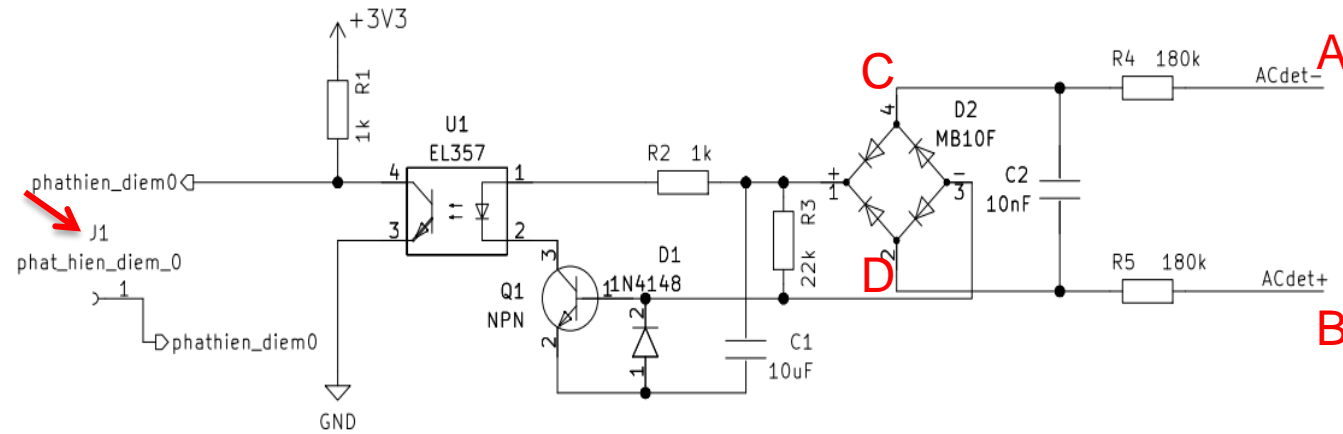 +3V3
R1
1k
U1
EL357
4
1
3
2
phathien_diem0
J1
phat_hien_diem_0
1
phathien_diem0
GND
R2 1k
Q1
NPN
3
1
2
D1
1N4148
2
1
R3
22k
C1
10uF
C
D
4
+
1
-
3
2
D2
MB10F
C2
10nF
R4 180k
ACdet-
A
R5 180k
ACdet+
B